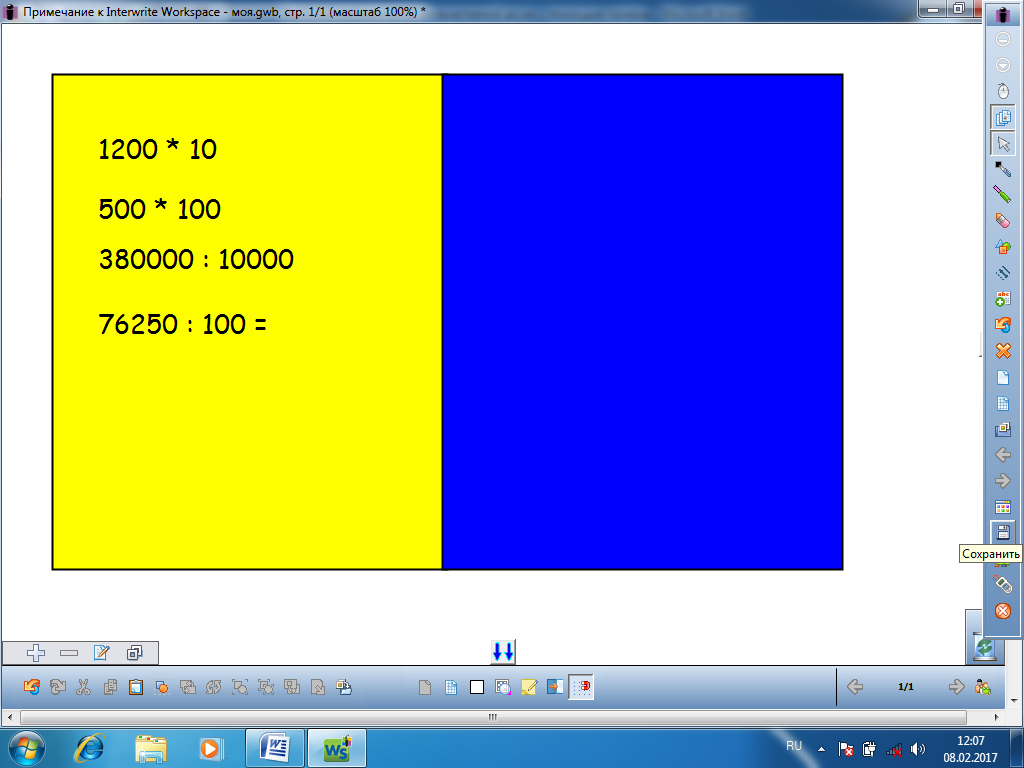 Примечание к Interwrite Workspace - моя.gwb, стр. 1/1 (масштаб 100%) *
1200 * 10
500 * 100
380000 : 10000
76250 : 100 =
Сохранить
1/1
RU
12:07
08.02.2017